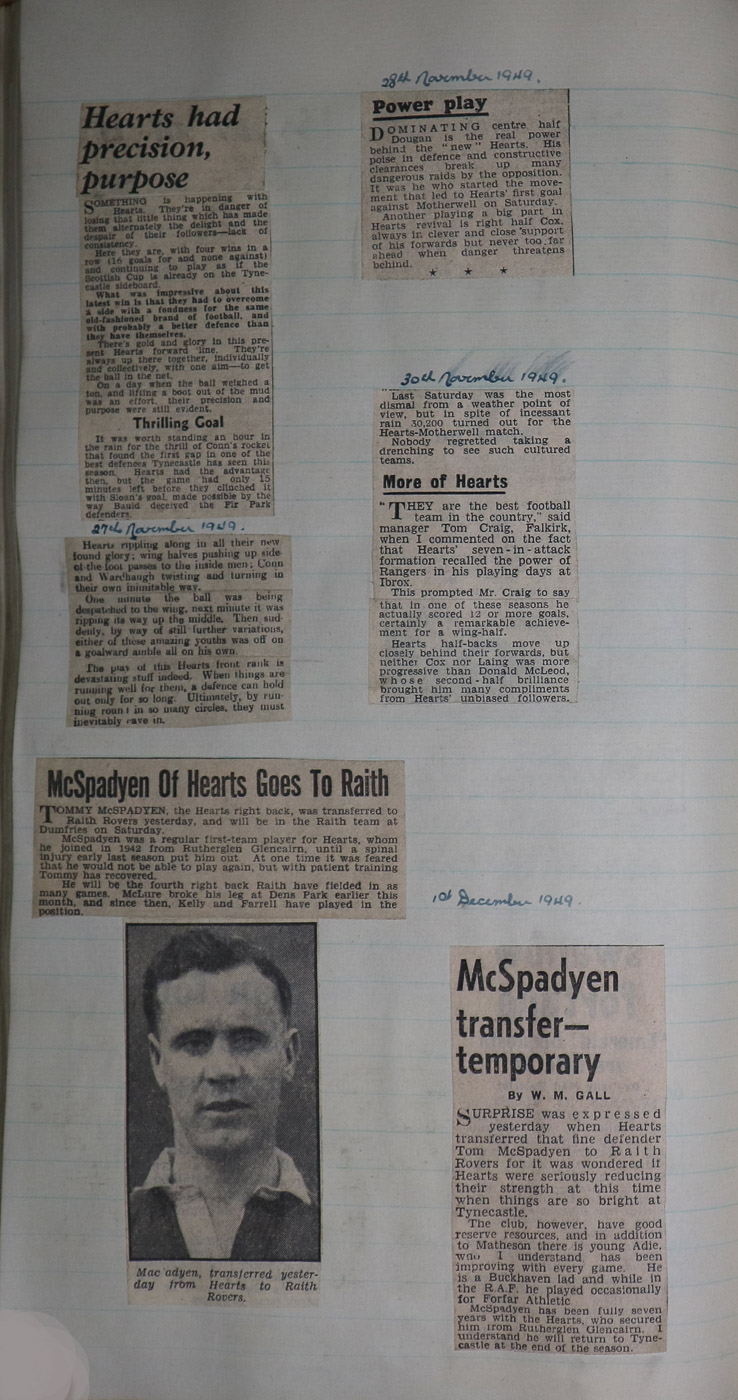 Hearts had
precision,
purpose
SOMETHING is happening with
Hearts. They're in danger of
losing that little thing which has made
them alternately the delight and the
despair of their followers—lack of
consistency.
Here they are, with four wins in a
row (16 goals for and none against)
and continuing to play as if the
Scottish Cup is already on the Tyne-
castle sideboard.
What was impressive about this
latest win is that they had to overcome
a side with a fondness for the same
old-fashioned brand of football, and
with probably a better defence than
they have themselves.
There's gold and glory in this pre-
sent Hearts forward line. They're
always up there together, individually
and collectively, with one aim—to get
the ball in the net.
On a day when the ball weighed a
ton, and lifting a boot out of the mud
was an effort, their precision and
purpose were still evident.
Thrilling Goal
It was worth standing an hour in
the rain for the thrill of Conn's rocket
that found the first gap in one of the
best defences Tynecastle has seen this
season. Hearts had the advantage
then, but the game had only 15
minutes left before they clinched it
with Sloan's goal, made possible by the
way Bauld deceived the Fir Park
defenders.
27th November 1949.
Hearts rippling along in all their new
found glory; wing halves pushing up side-
of-the foot passes to the inside men; Conn
and Wardhaugh twisting and turning in
their own inimitable way.
One minute the ball was being
despatched to the wing, next minute it was
ripping its way up the middle. Then sud-
denly, by way of still further variations,
either of those amazing youths was off on
a goalward amble all on his own.
The play of this Hearts front rank is
devastating stuff indeed. When things are
running well for them, a defence can hold
out only for so long. Ultimately, by run-
ning round in so many circles, they must
inevitably cave in.
28th November 1949.
Power play
DOMINATING centre half
Dougan is the real power
behind the "new" Hearts. His
poise in defence and constructive
clearances break up many
dangerous raids by the opposition.
It was he who started the move-
ment that led to Hearts' first goal
against Motherwell on Saturday.
Another playing a big part in
Hearts revival is right half Cox,
always in clever and close support
of his forwards but never too far
ahead when danger threatens
behind.
★ ★ ★
30th November 1949.
Last Saturday was the most
dismal from a weather point of
view, but in spite of incessant
rain 30,200 turned out for the
Hearts-Motherwell match.
Nobody regretted taking a
drenching to see such cultured
teams.
More of Hearts
"THEY are the best football
team in the country," said
manager Tom Craig, Falkirk,
when I commented on the fact
that Hearts' seven-in-attack
formation recalled the power of
Rangers in his playing days at
Ibrox.
This prompted Mr. Craig to say
that in one of these seasons he
actually scored 12 or more goals,
certainly a remarkable achieve-
ment for a wing-half.
Hearts half-backs move up
closely behind their forwards, but
neither Cox nor Laing was more
progressive than Donald McLeod,
whose second-half brilliance
brought him many compliments
from Hearts' unbiased followers.
McSpadyen Of Hearts Goes To Raith
TOMMY McSPADYEN, the Hearts right back, was transferred to
Raith Rovers yesterday, and will be in the Raith team at
Dumfries on Saturday.
McSpadyen was a regular first-team player for Hearts, whom
he joined in 1942 from Rutherglen Glencairn, until a spinal
injury early last season put him out. At one time it was feared
that he would not be able to play again, but with patient training
Tommy has recovered.
He will be the fourth right back Raith have fielded in as
many games. McLure broke his leg at Dens Park earlier this
month, and since then, Kelly and Farrell have played in the
position.
Mac adyen, transferred yester-
day from Hearts to Raith
Rovers.
1st December 1949.
McSpadyen
transfer—
temporary
By W. M. GALL
SURPRISE was expressed
yesterday when Hearts
transferred that fine defender
Tom McSpadyen to Raith
Rovers for it was wondered if
Hearts were seriously reducing
their strength at this time
when things are so bright at
Tynecastle.
The club, however, have good
reserve resources, and in addition
to Matheson there is young Adie,
who I understand has been
improving with every game. He
is a Buckhaven lad and while in
the R.A.F. he played occasionally
for Forfar Athletic
McSpadyen has been fully seven
years with the Hearts, who secured
him from Rutherglen Glencairn. I
understand he will return to Tyne-
castle at the end of the season.